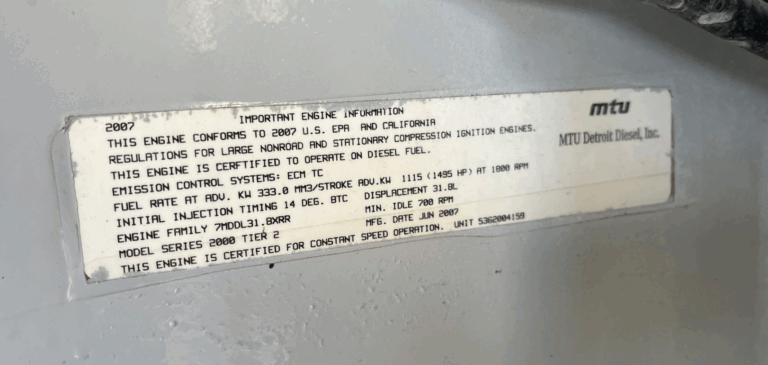 2007
IMPORTANT ENGINE INFORMATION
mtu
MTU Detroit Diesel, Inc.
THIS ENGINE CONFORMS TO 2007 U.S. EPA AND CALIFORNIA
REGULATIONS FOR LARGE NONROAD AND STATIONARY COMPRESSION IGNITION ENGINES.
THIS ENGINE IS CERFTIFIED TO OPERATE ON DIESEL FUEL.
EMISSION CONTROL SYSTEMS: ECM TC
FUEL RATE AT ADV. KW 333.0 MM3/STROKE ADV.KW 1115 (1495 HP) AT 1800 RPM
INITIAL INJECTION TIMING 14 DEG. BTC DISPLACEMENT 31.8L
ENGINE FAMILY 7MDDL31.8XRR MIN. IDLE 700 RPM
MODEL SERIES 2000 TIER 2 MFG. DATE JUN 2007
THIS ENGINE IS CERTIFIED FOR CONSTANT SPEED OPERATION. UNIT 5362004159